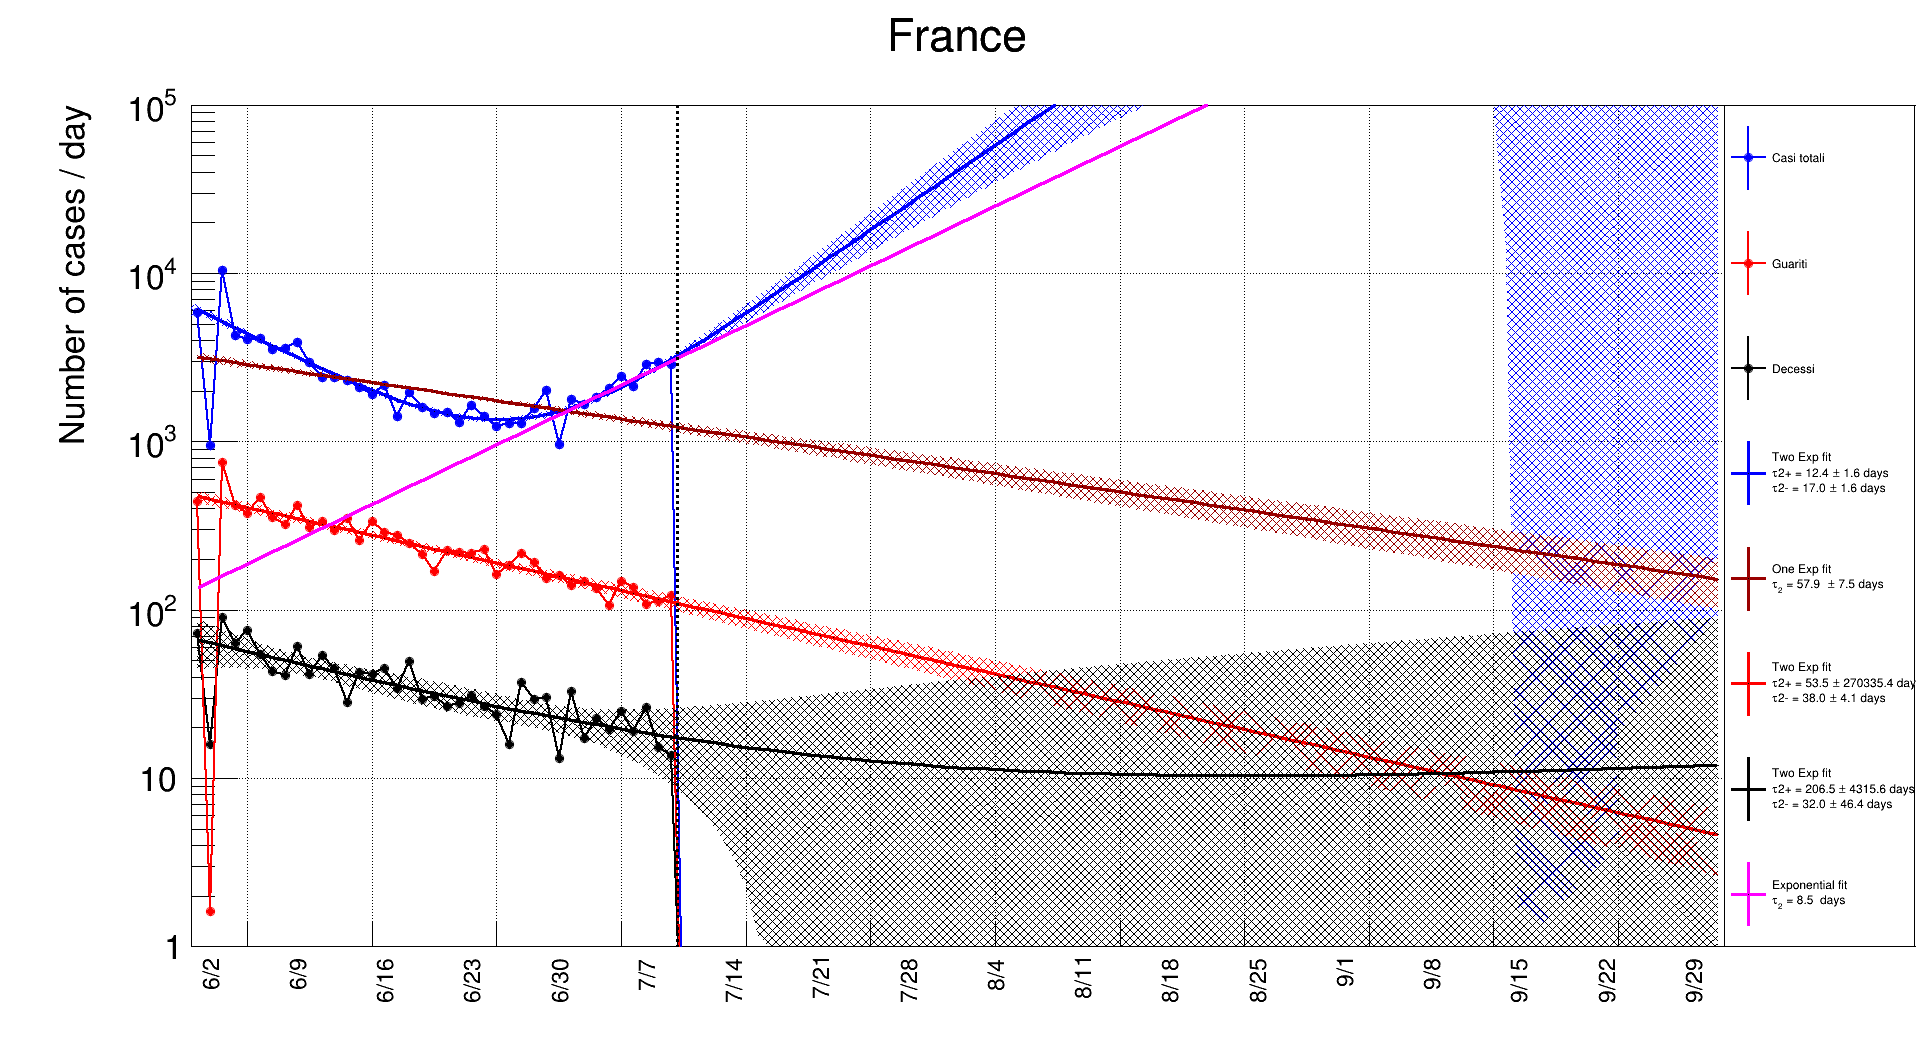 France
Number of cases / day
10^5
10^4
10^3
10^2
10
1
6/2
6/9
6/16
6/23
6/30
7/7
7/14
7/21
7/28
8/4
8/11
8/18
8/25
9/1
9/8
9/15
9/22
9/29
Casi totali
Guariti
Decessi
Two Exp fit
τ2+ = 12.4 ± 1.6 days
τ2- = 17.0 ± 1.6 days
One Exp fit
τ_2 = 57.9 ± 7.5 days
Two Exp fit
τ2+ = 53.5 ± 270335.4 day
τ2- = 38.0 ± 4.1 days
Two Exp fit
τ2+ = 206.5 ± 4315.6 days
τ2- = 32.0 ± 46.4 days
Exponential fit
τ_2 = 8.5 days